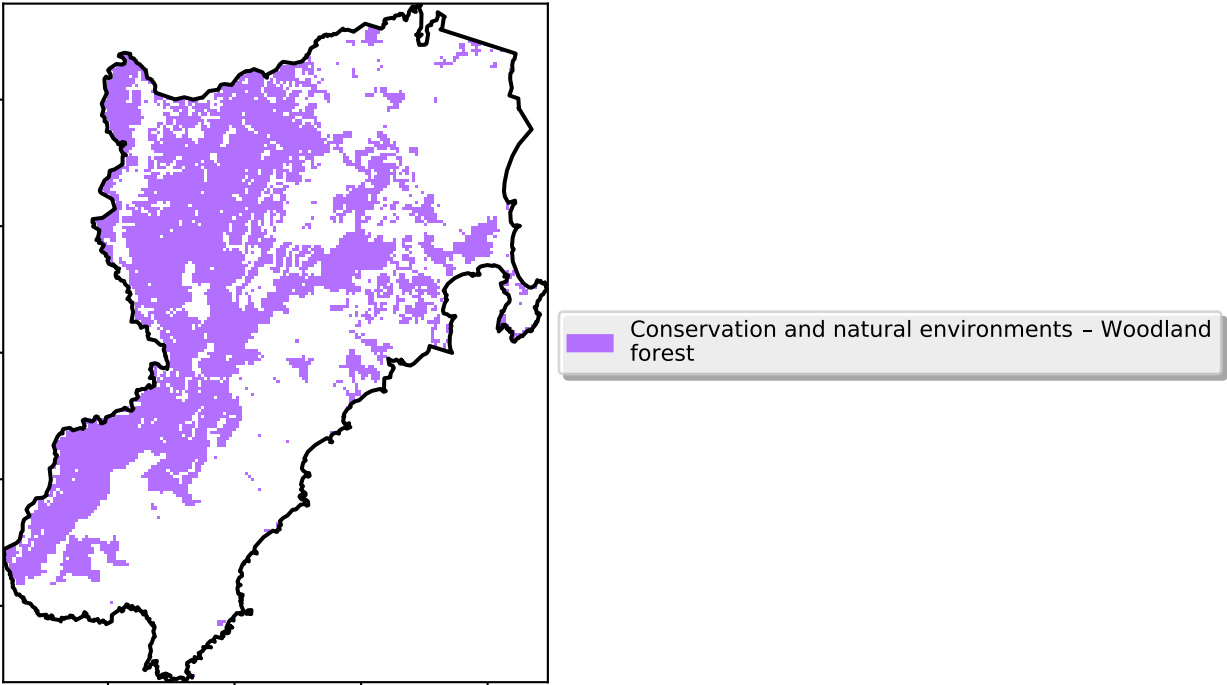 Conservation and natural environments – Woodland
forest